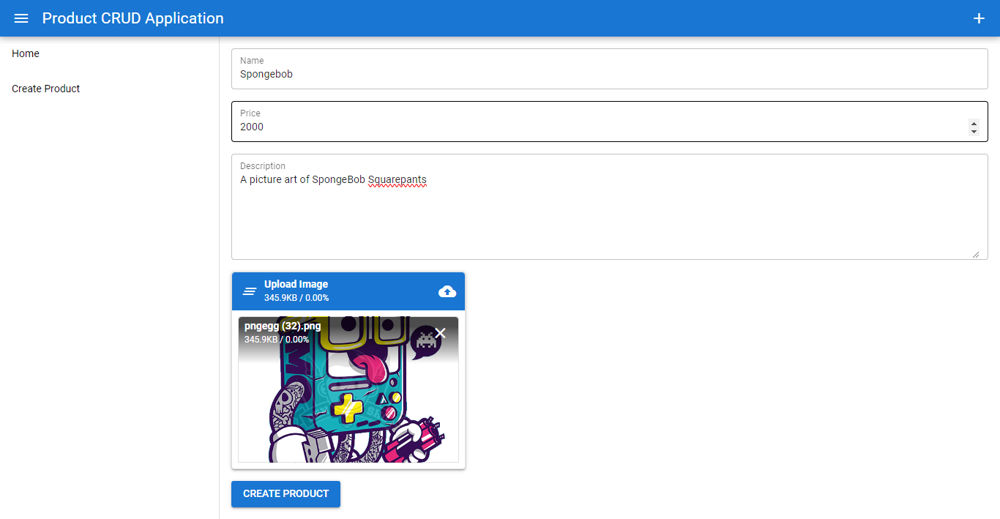 Product CRUD Application
Home
Create Product
Name
Spongebob
Price
2000
Description
A picture art of SpongeBob Squarepants
Upload Image
345.9KB / 0.00%
pngegg (32).png
345.9KB / 0.00%
CREATE PRODUCT